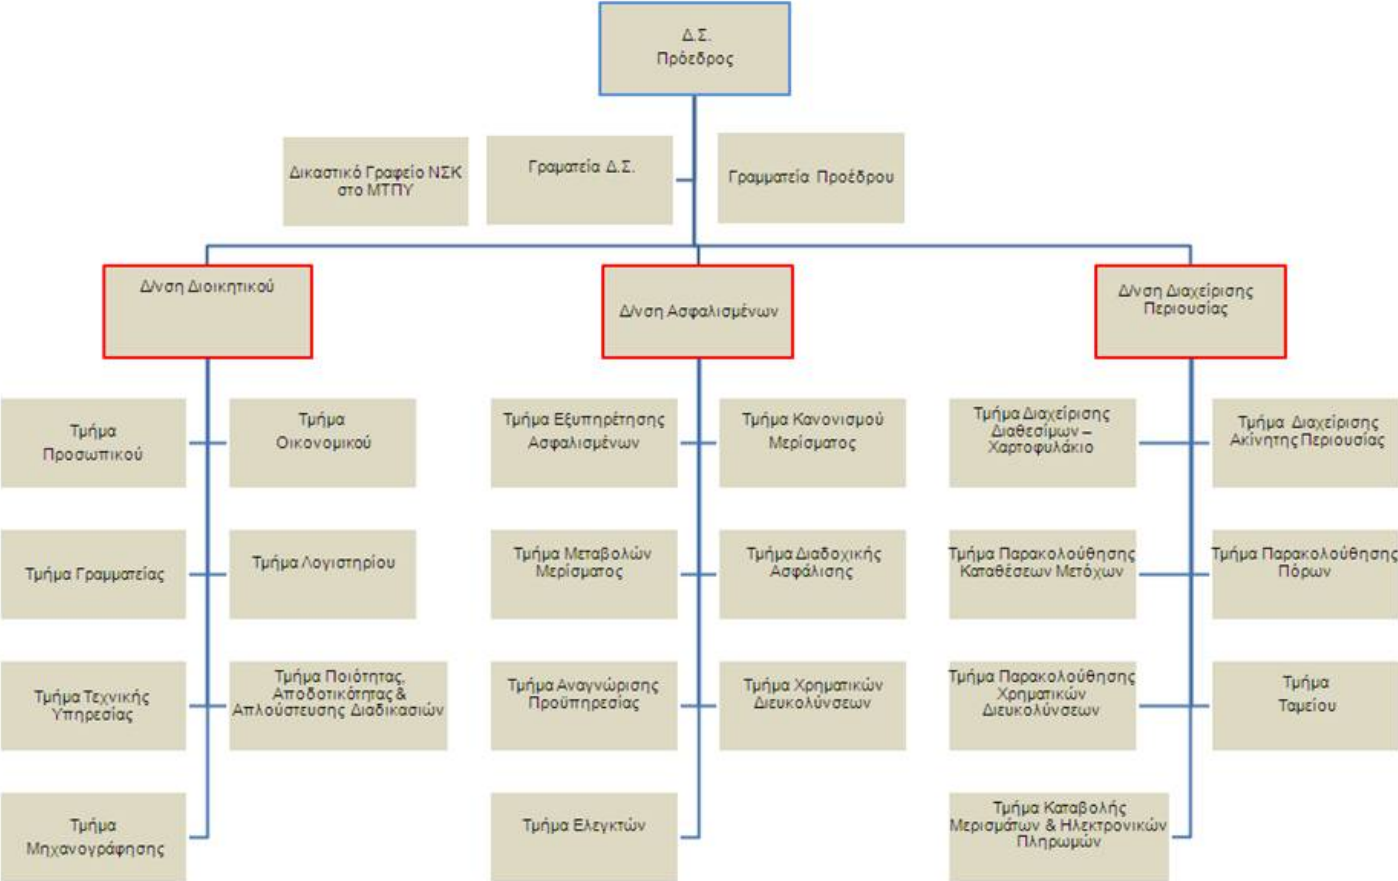 Δ.Σ.
Πρόεδρος
Δικαστικό Γραφείο ΝΣΚ
στο ΜΤΠΥ
Γραματεία Δ.Σ.
Γραμματεία Προέδρου
Δ/νση Διοικητικού
Δ/νση Ασφαλισμένων
Δ/νση Διαχείρισης
Περιουσίας
Τμήμα
Προσωπικού
Τμήμα
Οικονομικού
Τμήμα Εξυπηρέτησης
Ασφαλισμένων
Τμήμα Κανονισμού
Μερίσματος
Τμήμα Διαχείρισης
Διαθεσίμων –
Χαρτοφυλάκιο
Τμήμα Διαχείρισης
Ακίνητης Περιουσίας
Τμήμα Γραμματείας
Τμήμα Λογιστηρίου
Τμήμα Μεταβολών
Μερίσματος
Τμήμα Διαδοχικής
Ασφάλισης
Τμήμα Παρακολούθησης
Καταθέσεων Μετόχων
Τμήμα Παρακολούθησης
Πόρων
Τμήμα Τεχνικής
Υπηρεσίας
Τμήμα Ποιότητας,
Αποδοτικότητας &
Απλούστευσης Διαδικασιών
Τμήμα Αναγνώρισης
Προϋπηρεσίας
Τμήμα Χρηματικών
Διευκολύνσεων
Τμήμα Παρακολούθησης
Χρηματικών
Διευκολύνσεων
Τμήμα
Ταμείου
Τμήμα
Μηχανογράφησης
Τμήμα Ελεγκτών
Τμήμα Καταβολής
Μερισμάτων & Ηλεκτρονικών
Πληρωμών